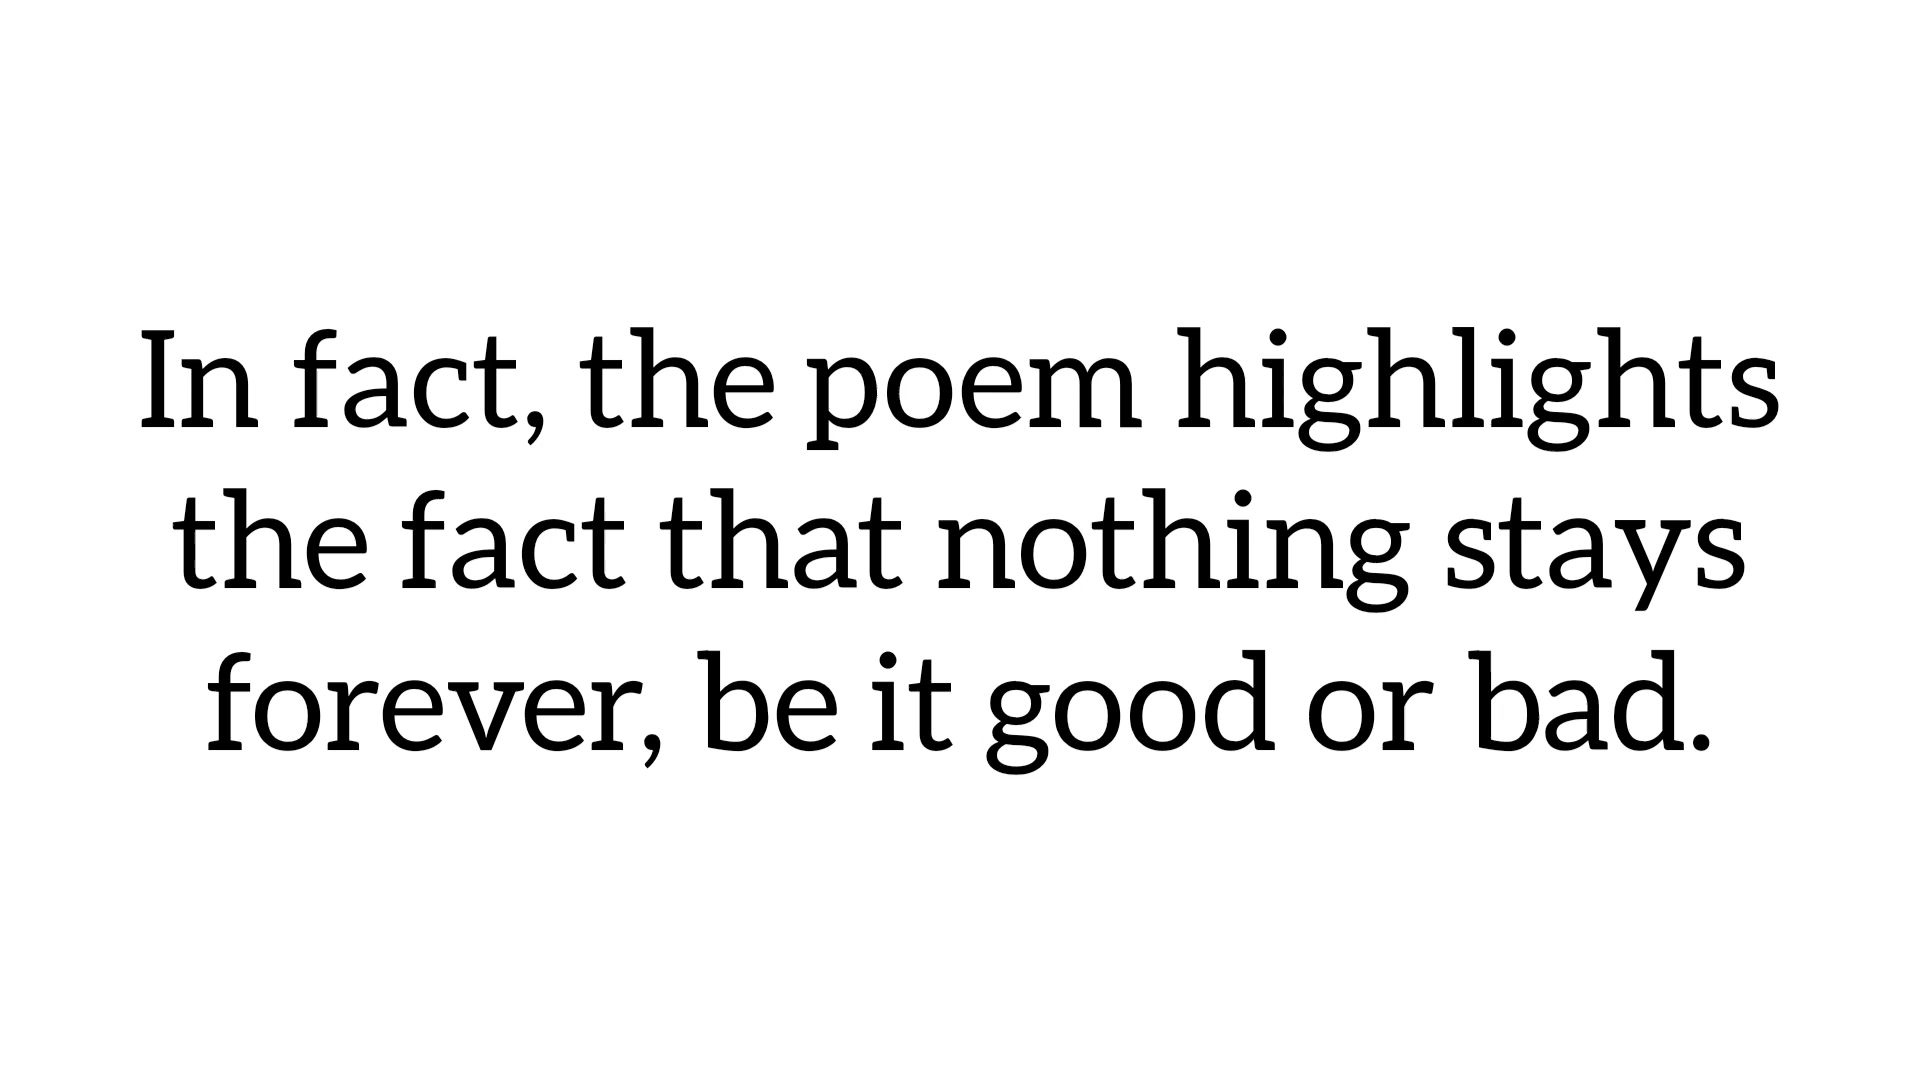 In fact, the poem highlights
the fact that nothing stays
forever, be it good or bad.